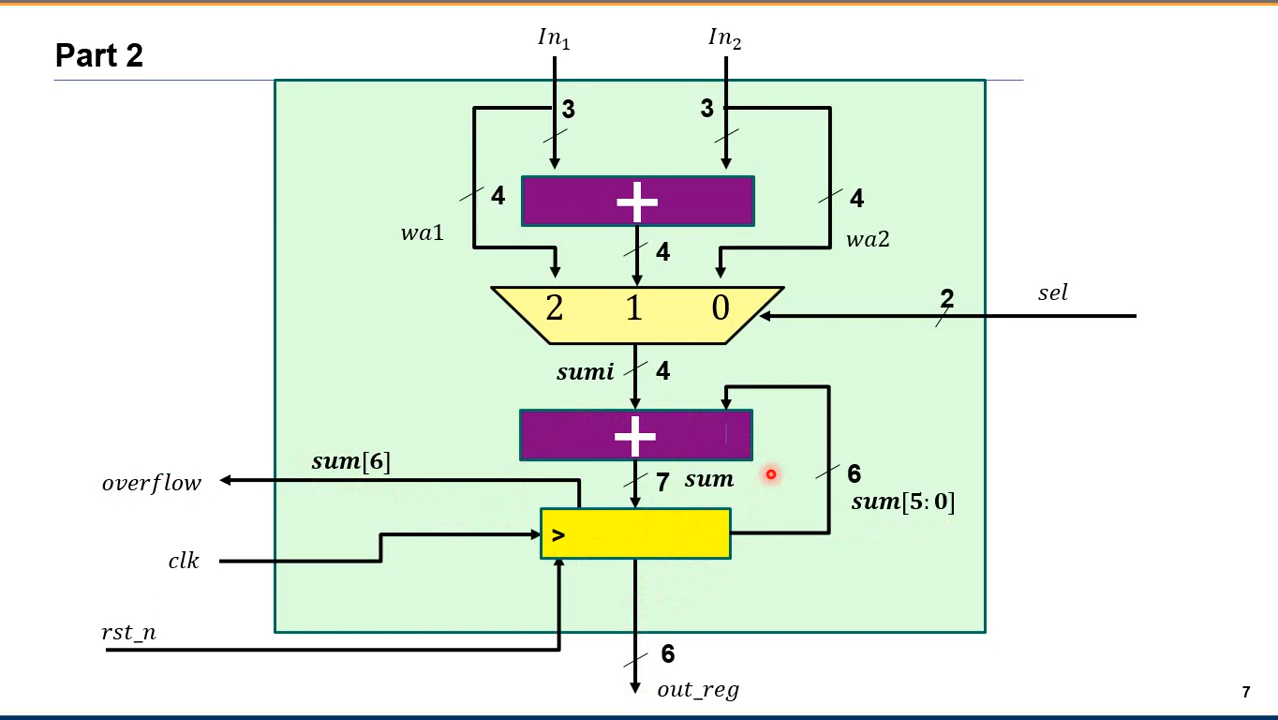 Part 2
In₁
In₂
3
3
4
4
wa1
wa2
+
4
2 1 0
2
sel
sumi
4
+
sum[6]
overflow
7 sum
6
sum[5:0]
>
clk
rst_n
6
out_reg
7